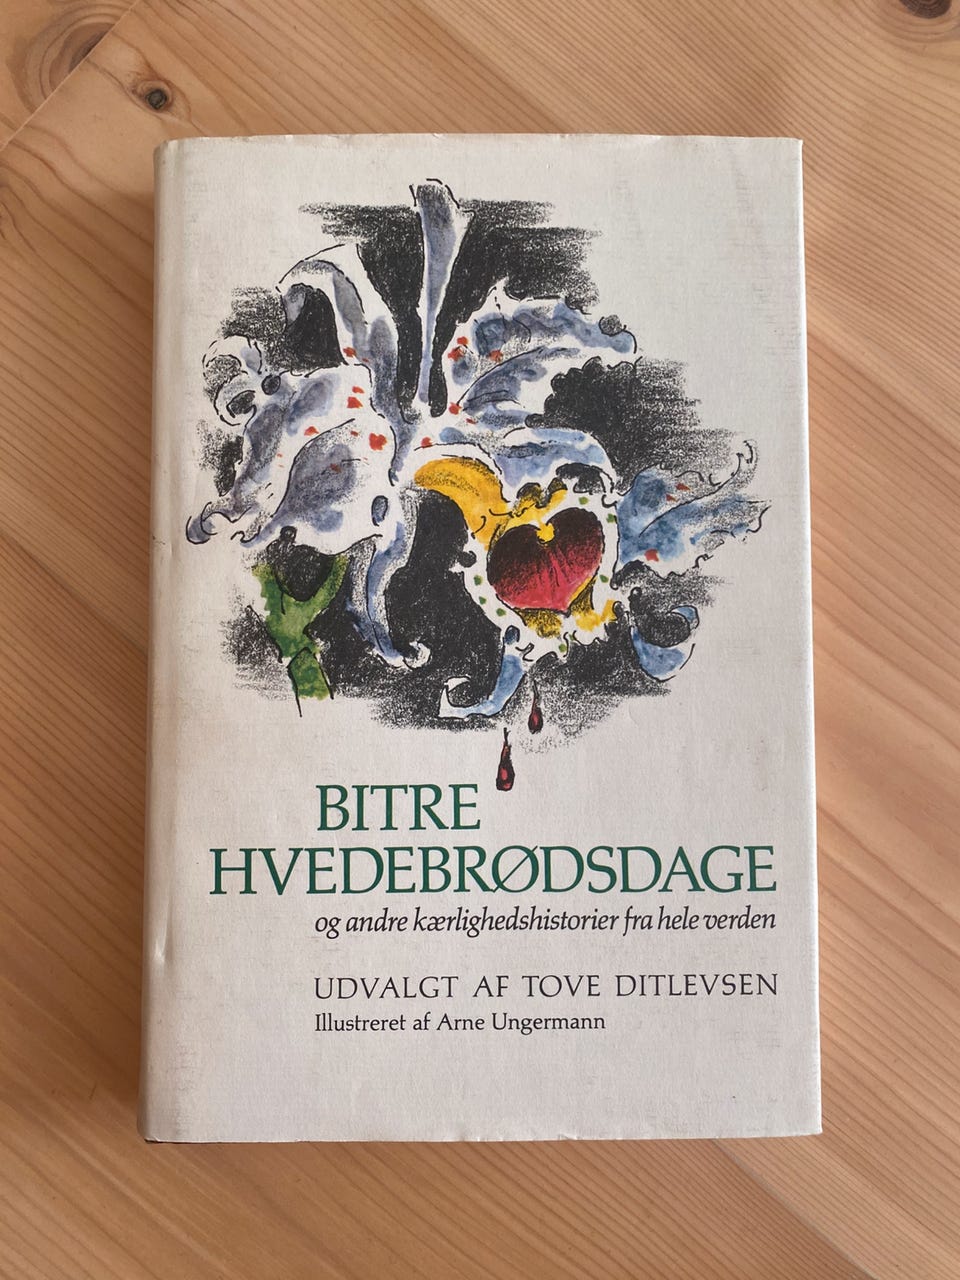 BITRE
HVEDEBRØDSDAGE
og andre kærlighedshistorier fra hele verden
UDVALGT AF TOVE DITLEVSEN
Illustreret af Arne Ungermann